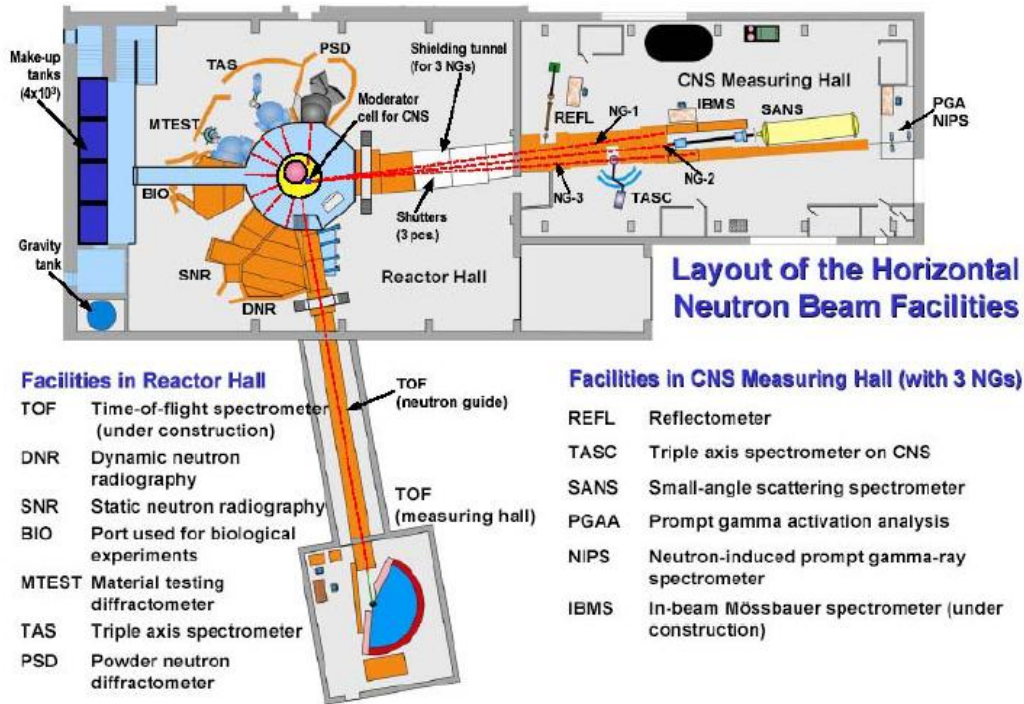 PSD
Shielding tunnel
(for 3 NGs)
TAS
Make-up
tanks
(4x10³)
CNS Measuring Hall
Moderator
cell for CNS
NG-1
IBMS
SANS
REFL
PGA
NIPS
MTEST
BIO
NG-2
NG-3
TASC
Shutters
(3 pcs.)
Gravity
tank
SNR
Reactor Hall
DNR
Layout of the Horizontal
Neutron Beam Facilities
Facilities in Reactor Hall
TOF Time-of-flight spectrometer
(under construction)
DNR Dynamic neutron
radiography
SNR Static neutron radiography
BIO Port used for biological
experiments
MTEST Material testing
diffractometer
TAS Triple axis spectrometer
PSD Powder neutron
diffractometer
TOF
(neutron guide)
TOF
(measuring hall)
Facilities in CNS Measuring Hall (with 3 NGs)
REFL Reflectometer
TASC Triple axis spectrometer on CNS
SANS Small-angle scattering spectrometer
PGAA Prompt gamma activation analysis
NIPS Neutron-induced prompt gamma-ray
spectrometer
IBMS In-beam Mössbauer spectrometer (under
construction)